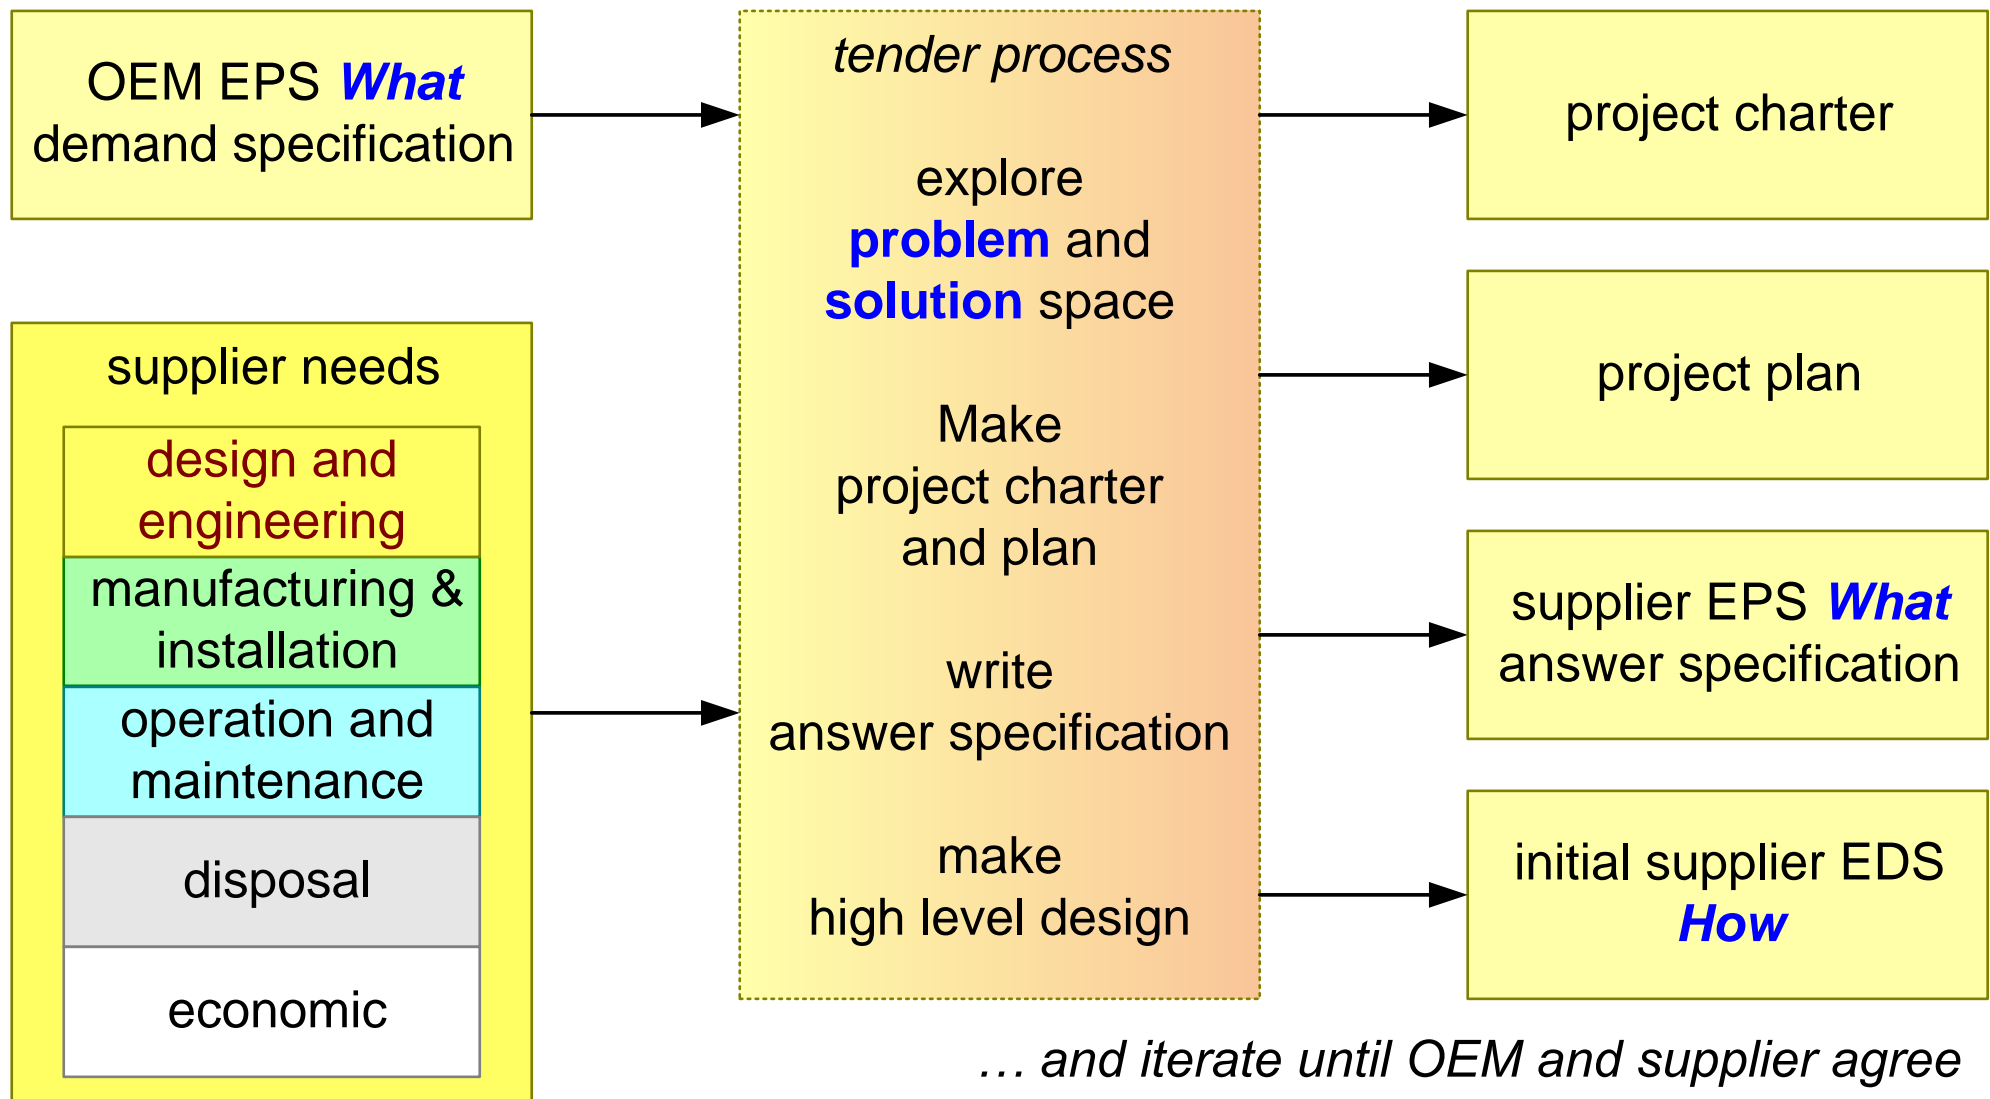 OEM EPS What
demand specification
supplier needs
design and
engineering
manufacturing &
installation
operation and
maintenance
disposal
economic
tender process
explore
problem and
solution space
Make
project charter
and plan
write
answer specification
make
high level design
project charter
project plan
supplier EPS What
answer specification
initial supplier EDS
How
… and iterate until OEM and supplier agree